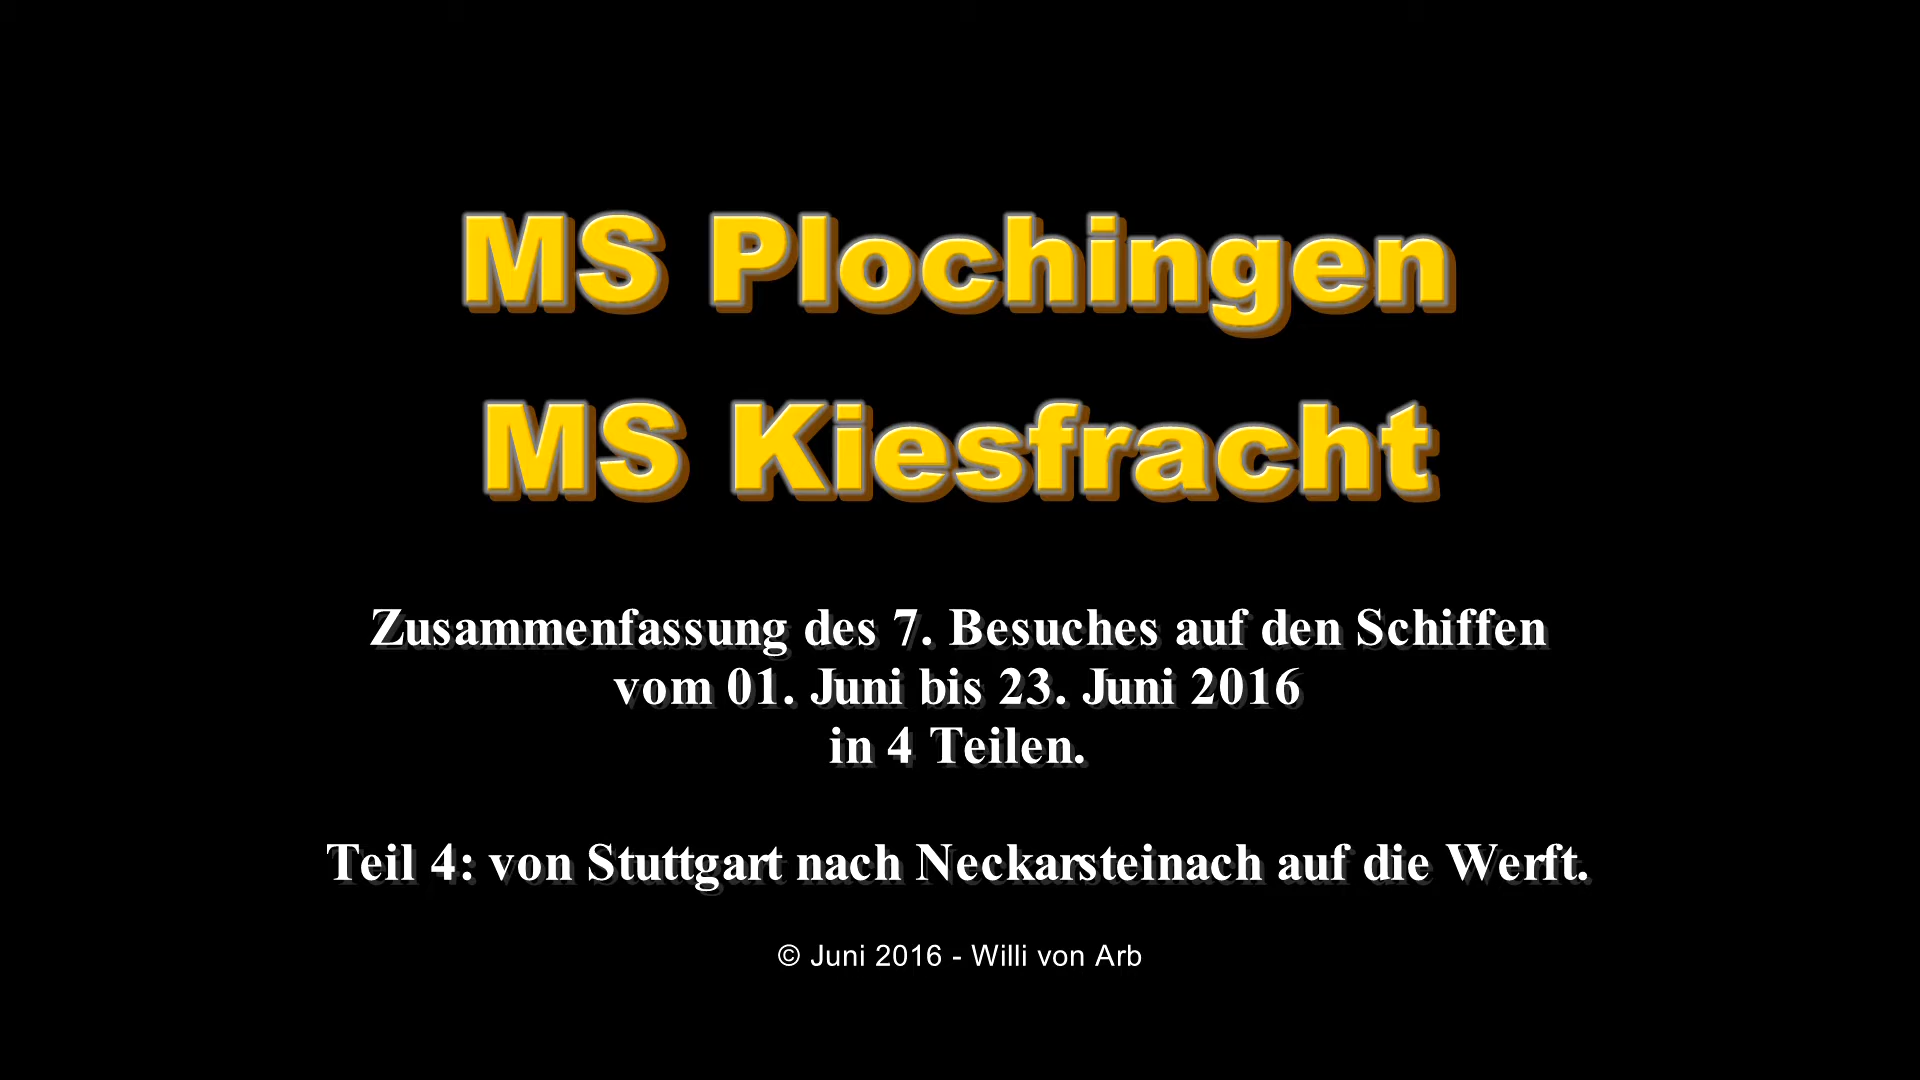 MS Plochingen
MS Kiesfracht
Zusammenfassung des 7. Besuches auf den Schiffen
vom 01. Juni bis 23. Juni 2016
in 4 Teilen.
Teil 4: von Stuttgart nach Neckarsteinach auf die Werft.
© Juni 2016 - Willi von Arb